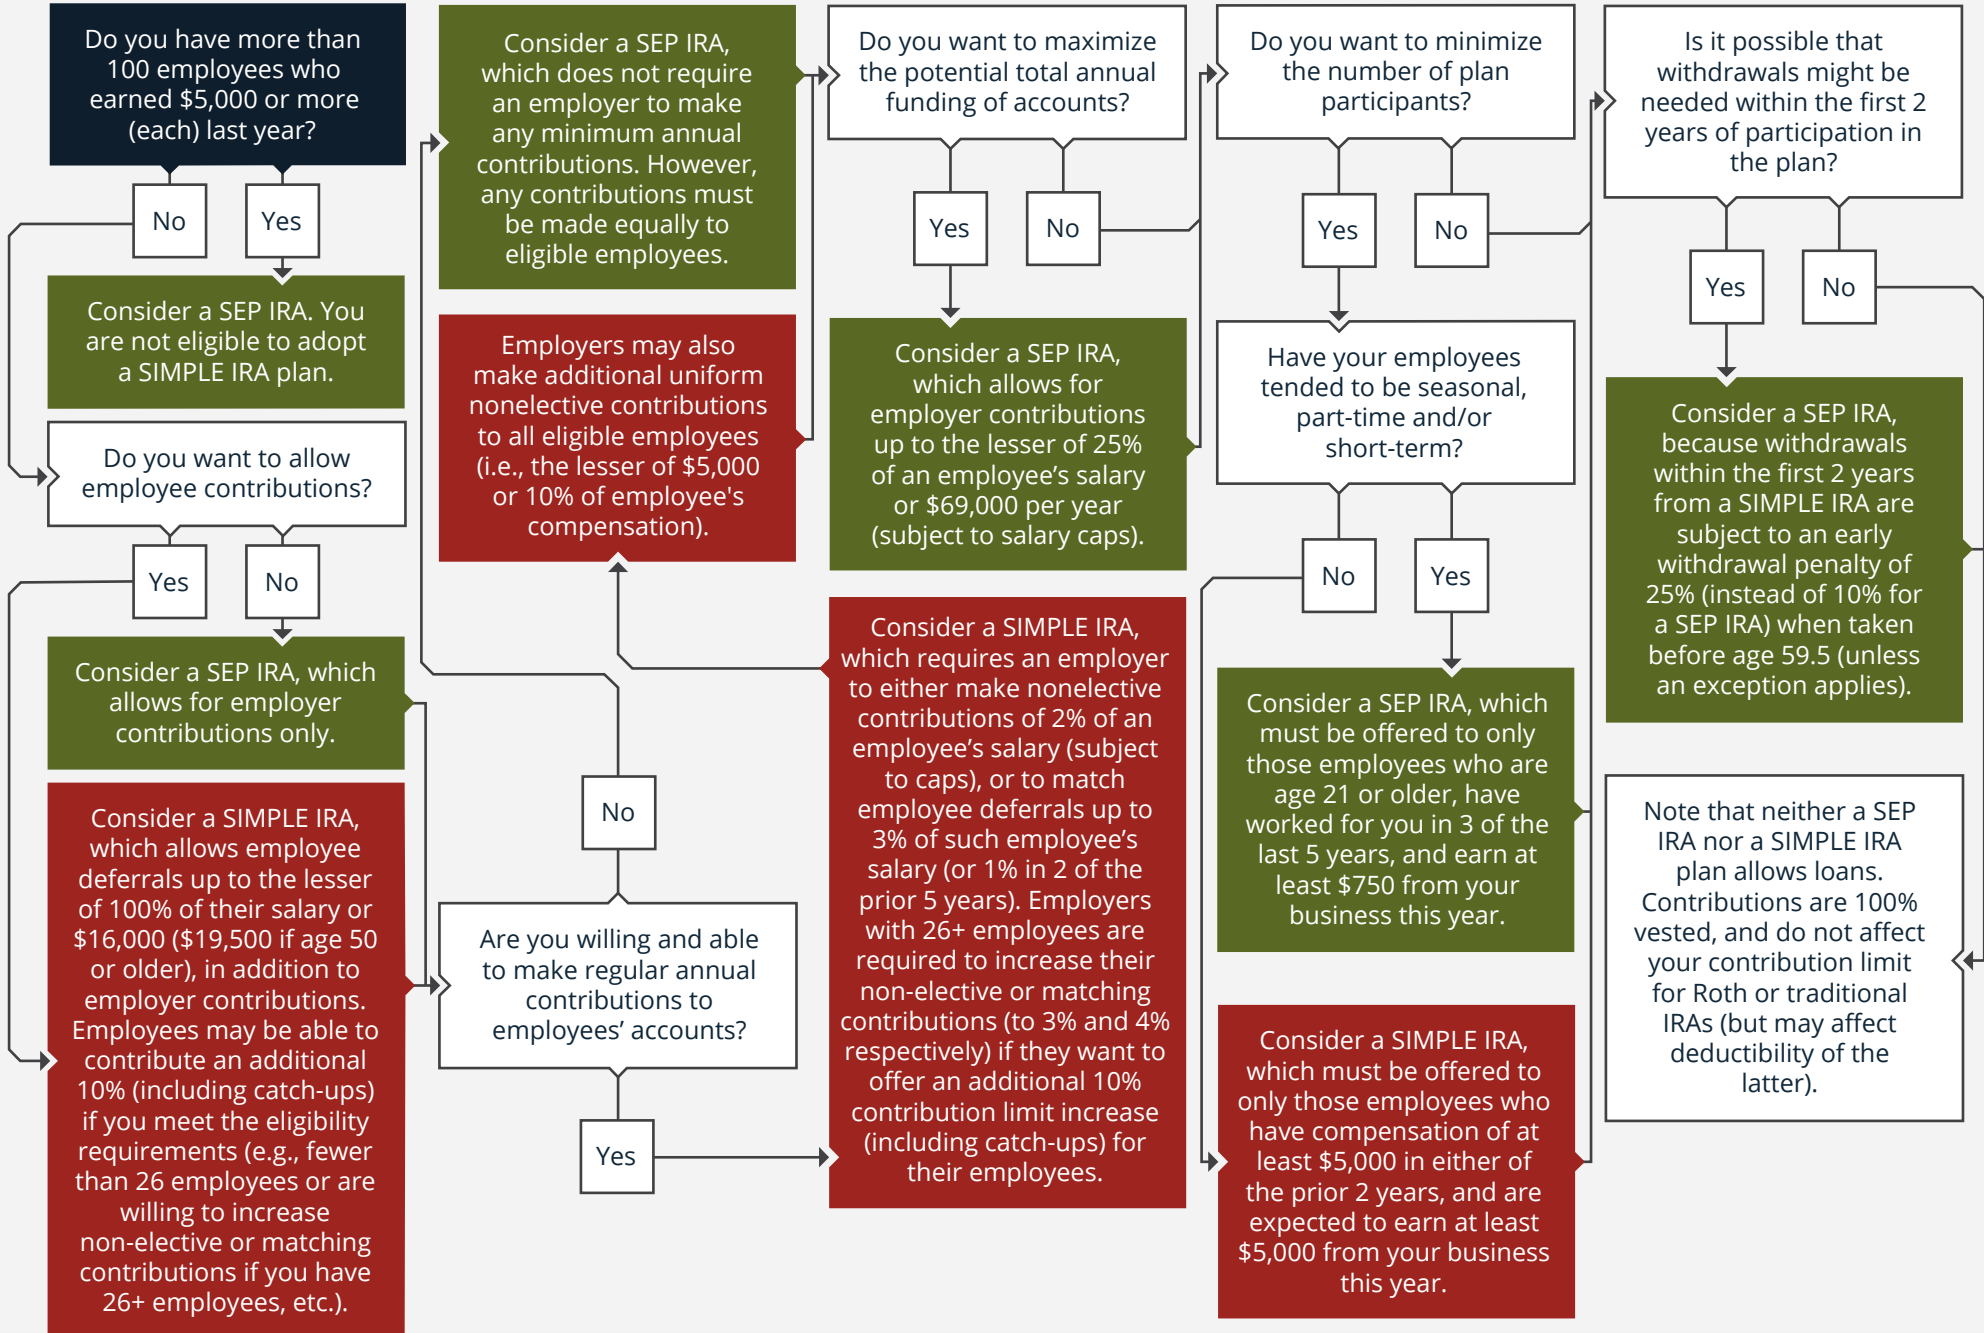 Do you have more than
100 employees who
earned $5,000 or more
(each) last year?
No
Yes
Consider a SEP IRA. You
are not eligible to adopt
a SIMPLE IRA plan.
Do you want to allow
employee contributions?
Yes
No
Consider a SEP IRA, which
allows for employer
contributions only.
Consider a SIMPLE IRA,
which allows employee
deferrals up to the lesser
of 100% of their salary or
$16,000 ($19,500 if age 50
or older), in addition to
employer contributions.
Employees may be able to
contribute an additional
10% (including catch-ups)
if you meet the eligibility
requirements (e.g., fewer
than 26 employees or are
willing to increase
non-elective or matching
contributions if you have
26+ employees, etc.).
Consider a SEP IRA,
which does not require
an employer to make
any minimum annual
contributions. However,
any contributions must
be made equally to
eligible employees.
Employers may also
make additional uniform
nonelective contributions
to all eligible employees
(i.e., the lesser of $5,000
or 10% of employee's
compensation).
No
Are you willing and able
to make regular annual
contributions to
employees’ accounts?
Yes
Do you want to maximize
the potential total annual
funding of accounts?
Yes
No
Consider a SEP IRA,
which allows for
employer contributions
up to the lesser of 25%
of an employee’s salary
or $69,000 per year
(subject to salary caps).
Consider a SIMPLE IRA,
which requires an employer
to either make nonelective
contributions of 2% of an
employee’s salary (subject
to caps), or to match
employee deferrals up to
3% of such employee’s
salary (or 1% in 2 of the
prior 5 years). Employers
with 26+ employees are
required to increase their
non-elective or matching
contributions (to 3% and 4%
respectively) if they want to
offer an additional 10%
contribution limit increase
(including catch-ups) for
their employees.
Do you want to minimize
the number of plan
participants?
Yes
No
Have your employees
tended to be seasonal,
part-time and/or
short-term?
No
Yes
Consider a SEP IRA, which
must be offered to only
those employees who are
age 21 or older, have
worked for you in 3 of the
last 5 years, and earn at
least $750 from your
business this year.
Consider a SIMPLE IRA,
which must be offered to
only those employees who
have compensation of at
least $5,000 in either of
the prior 2 years, and are
expected to earn at least
$5,000 from your business
this year.
Is it possible that
withdrawals might be
needed within the first 2
years of participation in
the plan?
Yes
No
Consider a SEP IRA,
because withdrawals
within the first 2 years
from a SIMPLE IRA are
subject to an early
withdrawal penalty of
25% (instead of 10% for
a SEP IRA) when taken
before age 59.5 (unless
an exception applies).
Note that neither a SEP
IRA nor a SIMPLE IRA
plan allows loans.
Contributions are 100%
vested, and do not affect
your contribution limit
for Roth or traditional
IRAs (but may affect
deductibility of the
latter).